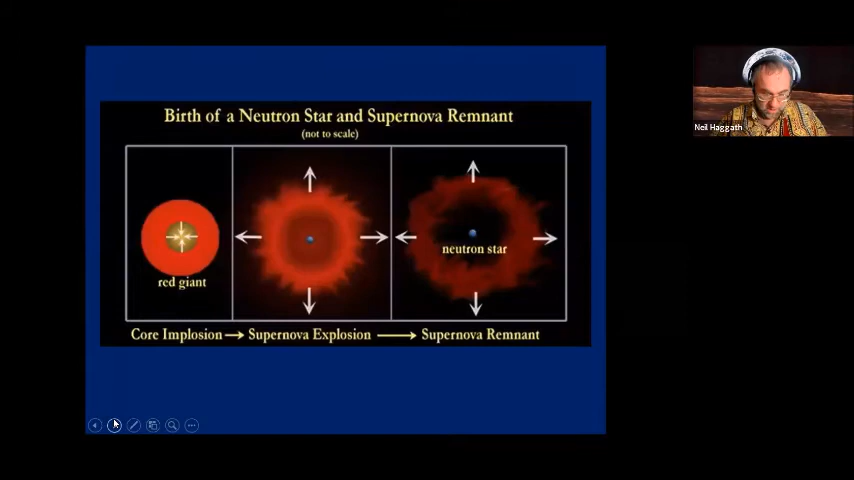 Birth of a Neutron Star and Supernova Remnant
(not to scale)
red giant
neutron star
Core Implosion → Supernova Explosion → Supernova Remnant
Neil Haggath